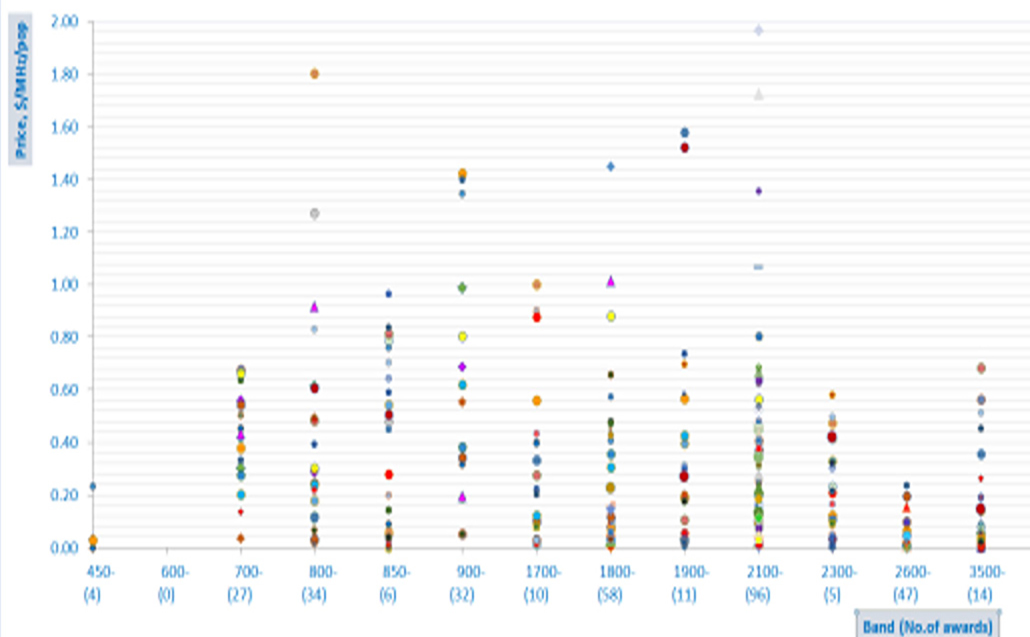 Price, $/MHz/pop
2.00
1.80
1.60
1.40
1.20
1.00
0.80
0.60
0.40
0.20
0.00
450- 600- 700- 800- 850- 900- 1700- 1800- 1900- 2100- 2300- 2600- 3500-
(4) (0) (27) (34) (6) (32) (10) (58) (11) (96) (5) (47) (14)
Band (No.of awards)